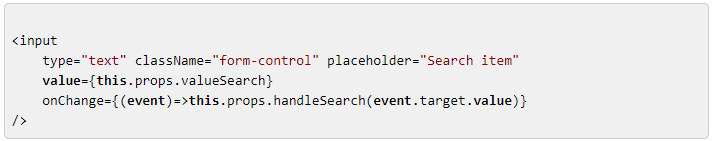 <input
type="text" className="form-control" placeholder="Search item"
value={this.props.valueSearch}
onChange={(event)=>this.props.handleSearch(event.target.value)}
/>